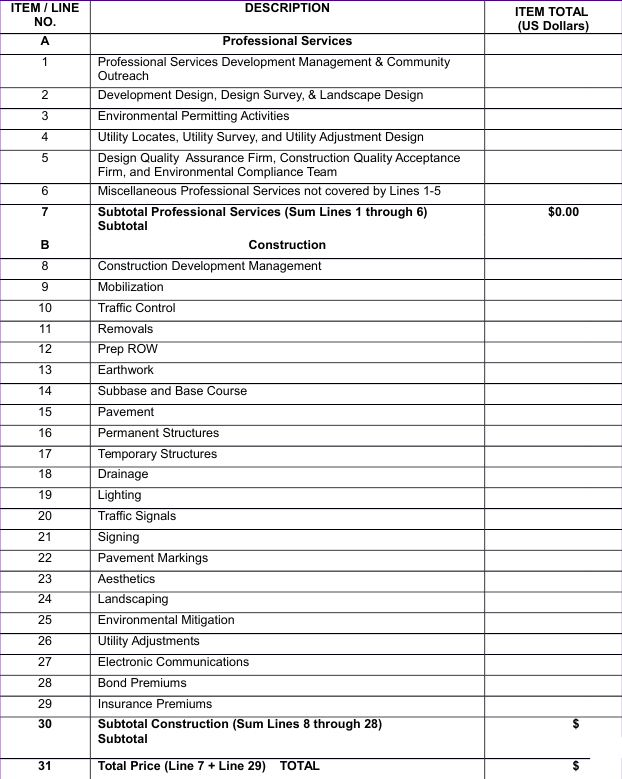 ITEM / LINE NO. DESCRIPTION ITEM TOTAL (US Dollars)
A Professional Services
1 Professional Services Development Management & Community
Outreach
2 Development Design, Design Survey, & Landscape Design
3 Environmental Permitting Activities
4 Utility Locates, Utility Survey, and Utility Adjustment Design
5 Design Quality Assurance Firm, Construction Quality Acceptance
Firm, and Environmental Compliance Team
6 Miscellaneous Professional Services not covered by Lines 1-5
7 Subtotal Professional Services (Sum Lines 1 through 6) $0.00
Subtotal
B Construction
8 Construction Development Management
9 Mobilization
10 Traffic Control
11 Removals
12 Prep ROW
13 Earthwork
14 Subbase and Base Course
15 Pavement
16 Permanent Structures
17 Temporary Structures
18 Drainage
19 Lighting
20 Traffic Signals
21 Signing
22 Pavement Markings
23 Aesthetics
24 Landscaping
25 Environmental Mitigation
26 Utility Adjustments
27 Electronic Communications
28 Bond Premiums
29 Insurance Premiums
30 Subtotal Construction (Sum Lines 8 through 28) $
Subtotal
31 Total Price (Line 7 + Line 29) TOTAL $